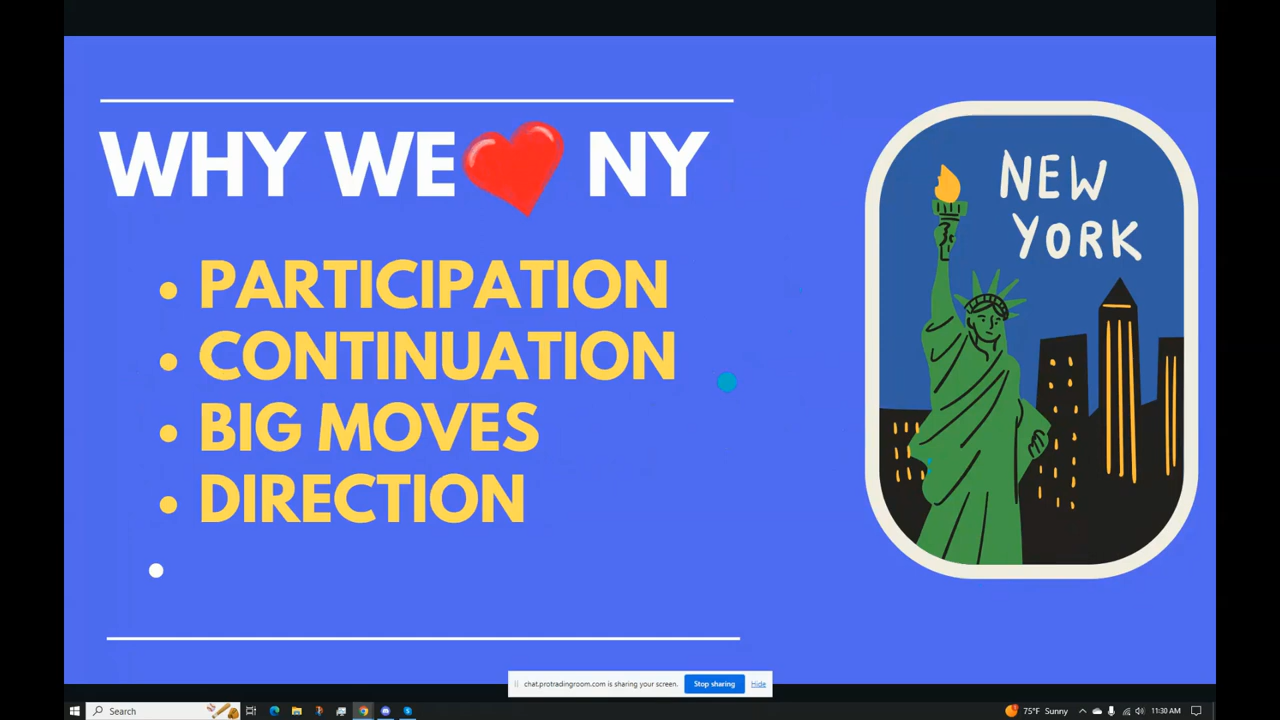 WHY WE❤️ NY
NEW
YORK
• PARTICIPATION
• CONTINUATION
• BIG MOVES
• DIRECTION
chat.protradingroom.com is sharing your screen. Stop sharing Hide
Search
75°F Sunny
11:30 AM